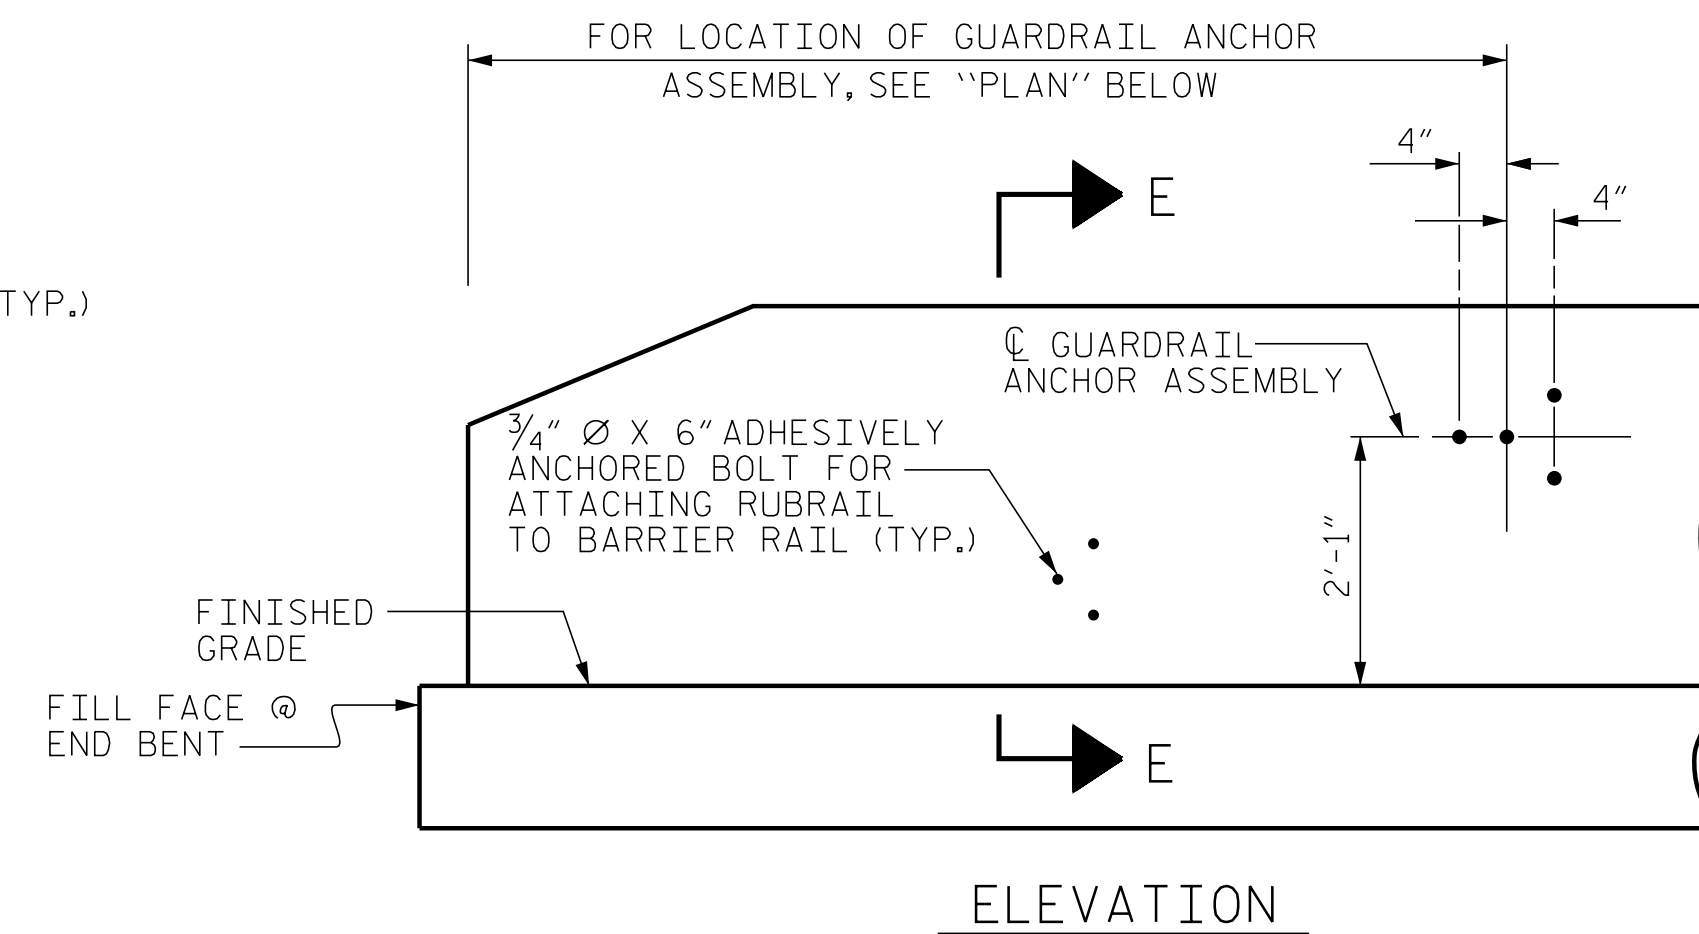 FOR LOCATION OF GUARDRAIL ANCHOR
ASSEMBLY, SEE "PLAN" BELOW
4"
E
4"
TYP.)
℄ GUARDRAIL
ANCHOR ASSEMBLY
3/4" Ø X 6" ADHESIVELY
ANCHORED BOLT FOR
ATTACHING RUBRAIL
TO BARRIER RAIL (TYP.)
2'-1"
FINISHED
GRADE
FILL FACE @
END BENT
E
ELEVATION